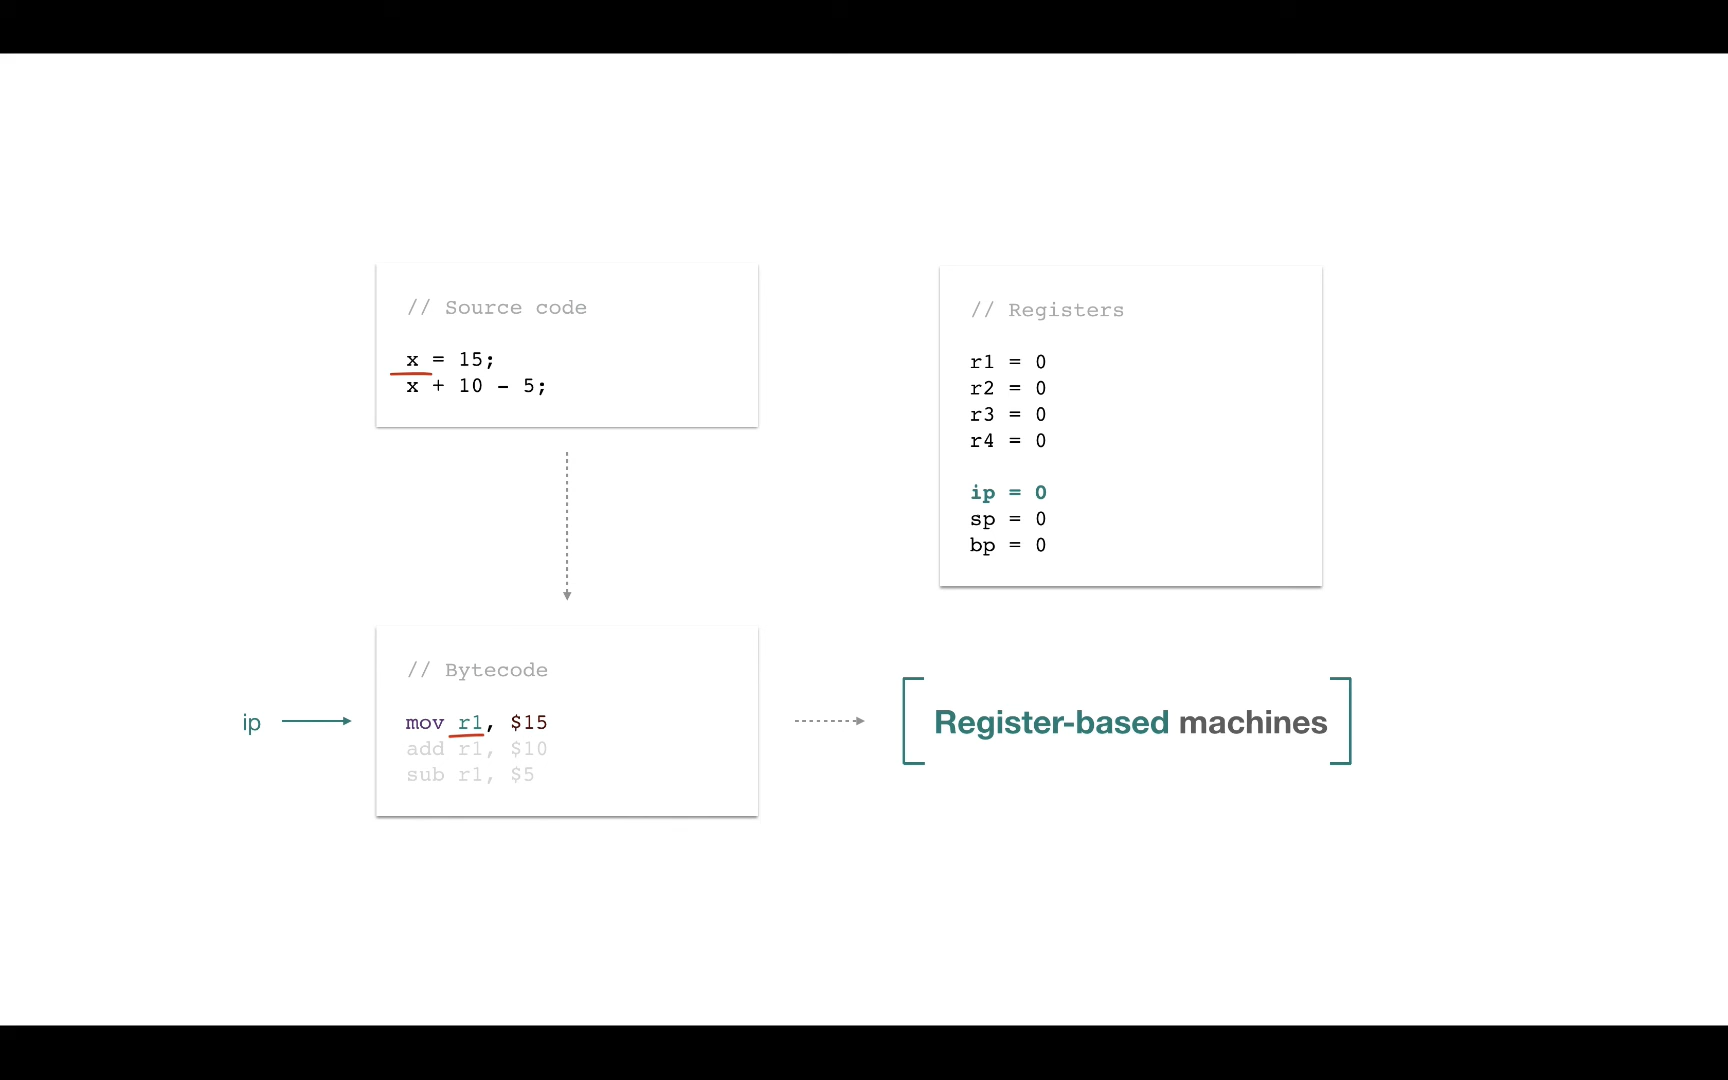 // Source code
x = 15;
x + 10 - 5;
// Registers
r1 = 0
r2 = 0
r3 = 0
r4 = 0
ip = 0
sp = 0
bp = 0
// Bytecode
ip
mov r1, $15
add r1, $10
sub r1, $5
Register-based machines